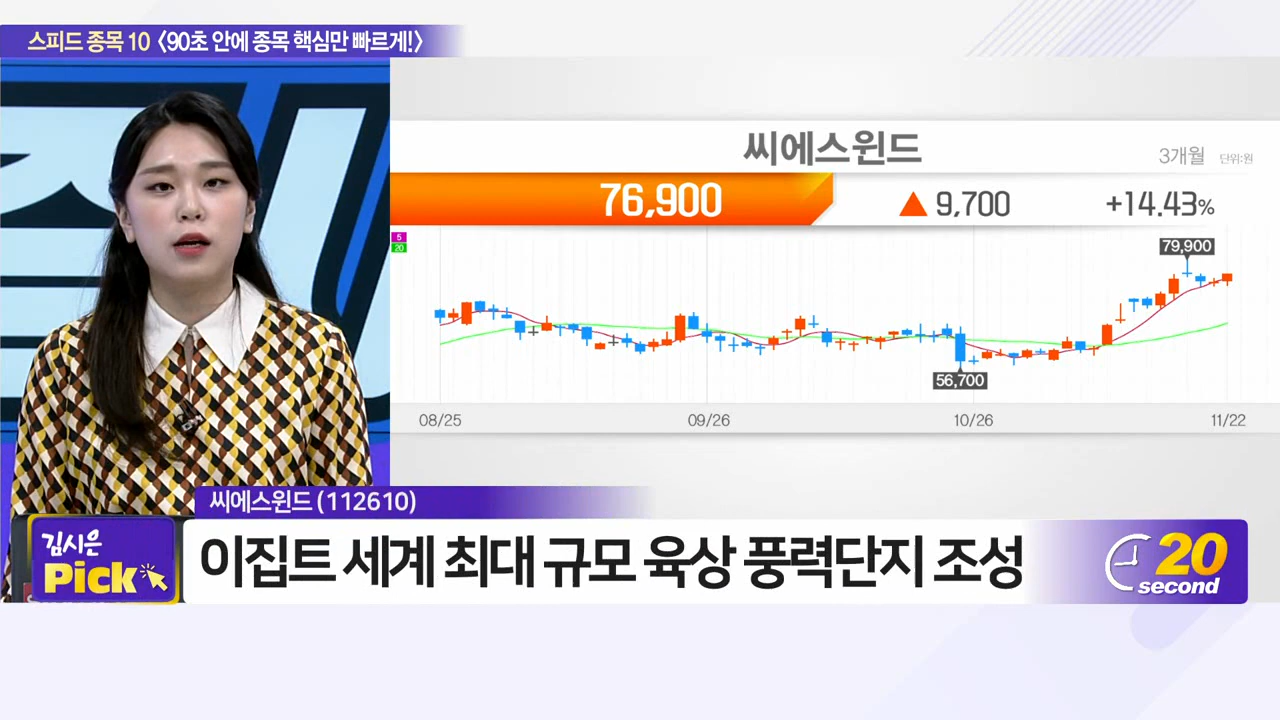 스피드 종목 10 〈90초 안에 종목 핵심만 빠르게!〉
씨에스윈드
3개월 단위:원
76,900 ▲ 9,700 +14.43%
5
20
79,900
56,700
08/25 09/26 10/26 11/22
씨에스윈드 (112610)
김시은
Pick
이집트 세계 최대 규모 육상 풍력단지 조성
20
second